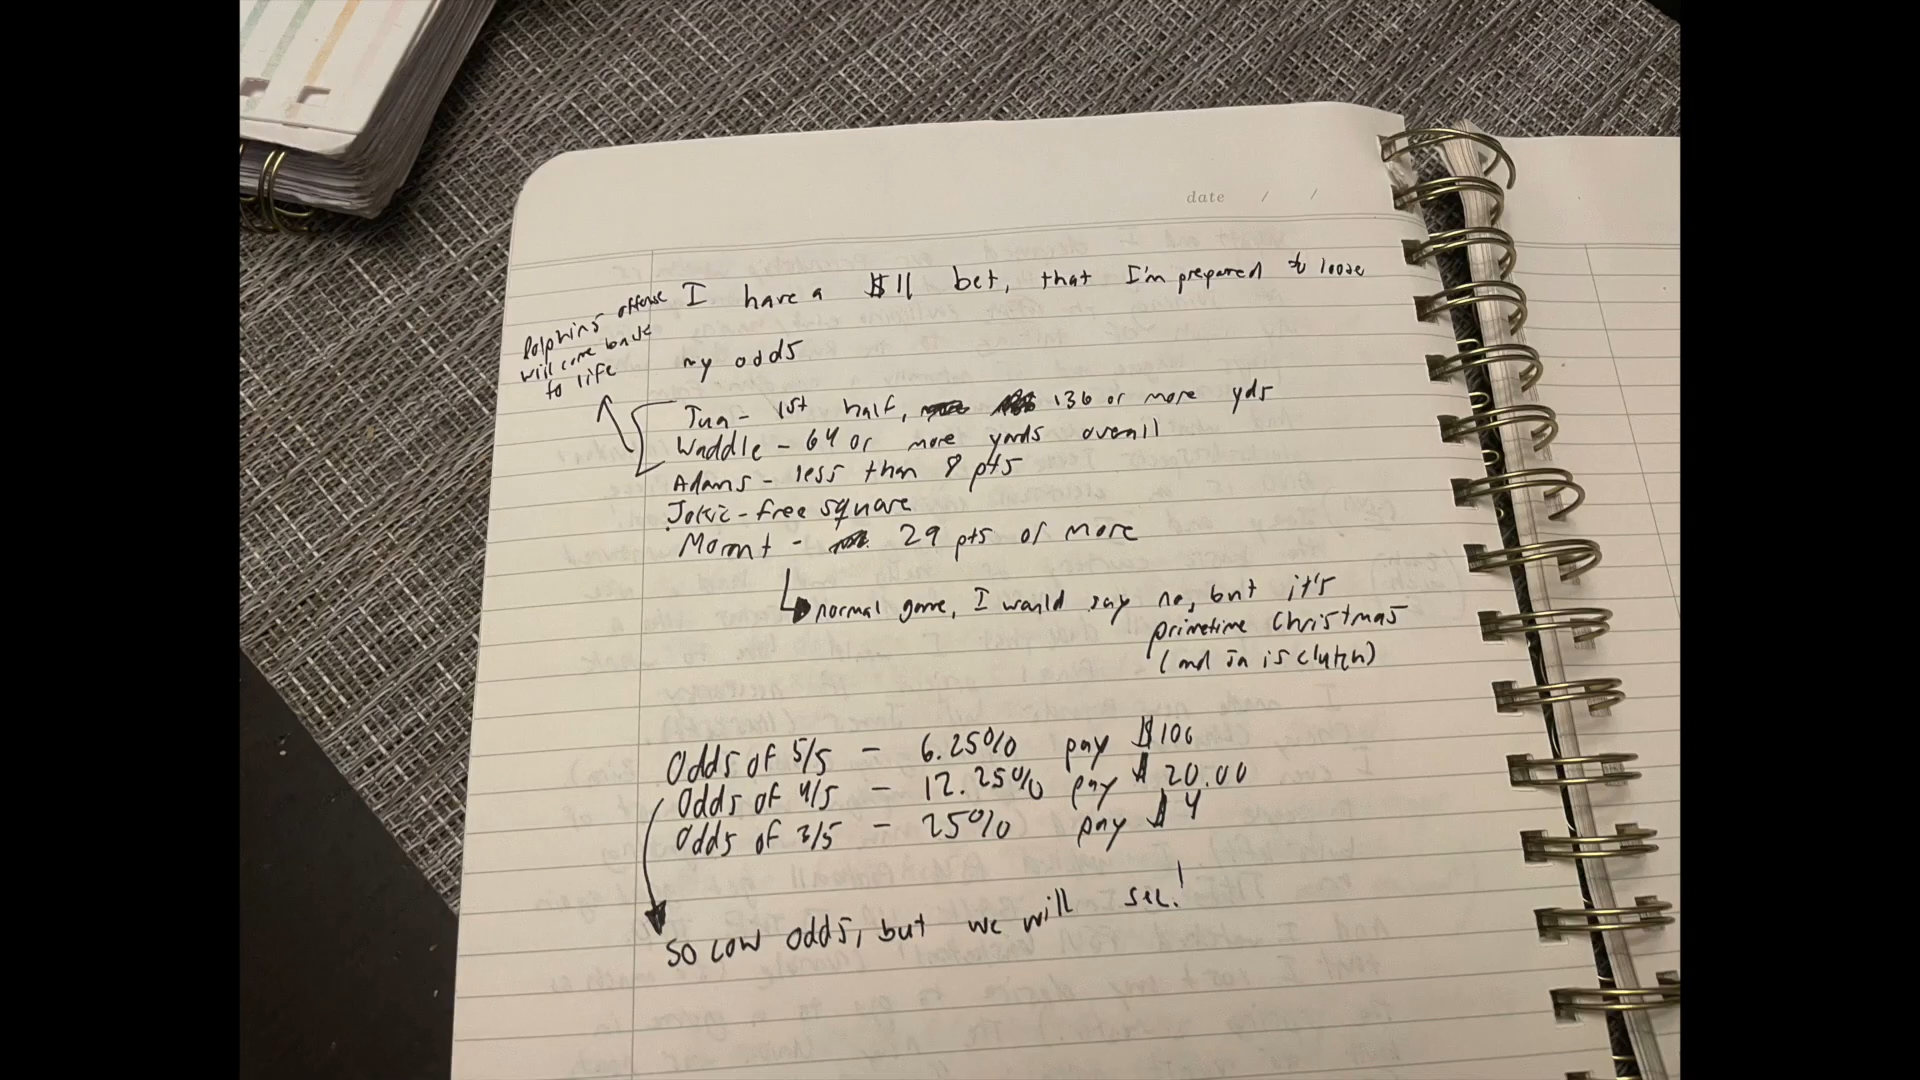 date / /
I have a $11 bet, that I'm prepared to loose
Dolphins offense
will come back
to life
my odds
Tua - 1st half, 136 or more yds
Waddle - 64 or more yards overall
Adams - less than 8 pts
Jokic - free square
Morant - 29 pts or more
normal game, I would say no, but it's
primetime Christmas
(and Ja is clutch)
Odds of 5/5 - 6.25% pay $100
Odds of 4/5 - 12.25% pay $20.00
Odds of 3/5 - 25% pay $4
So low odds, but we will see!